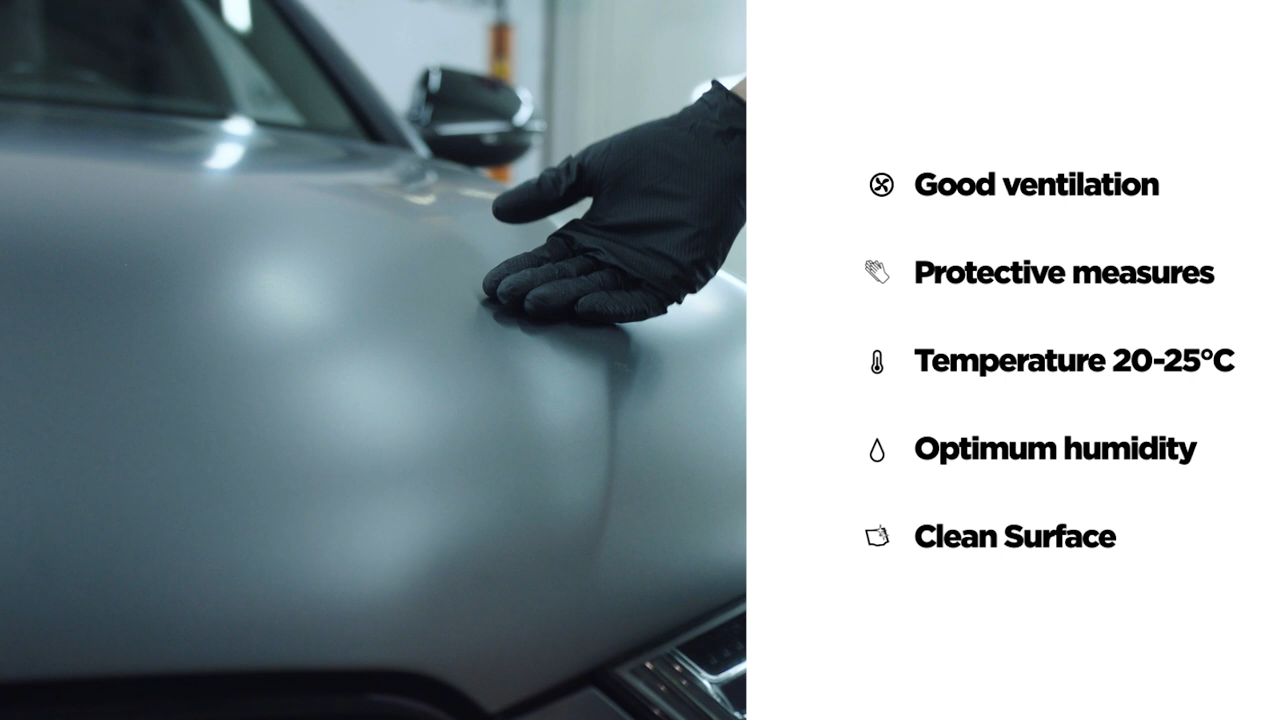 Good ventilation
Protective measures
Temperature 20-25°C
Optimum humidity
Clean Surface